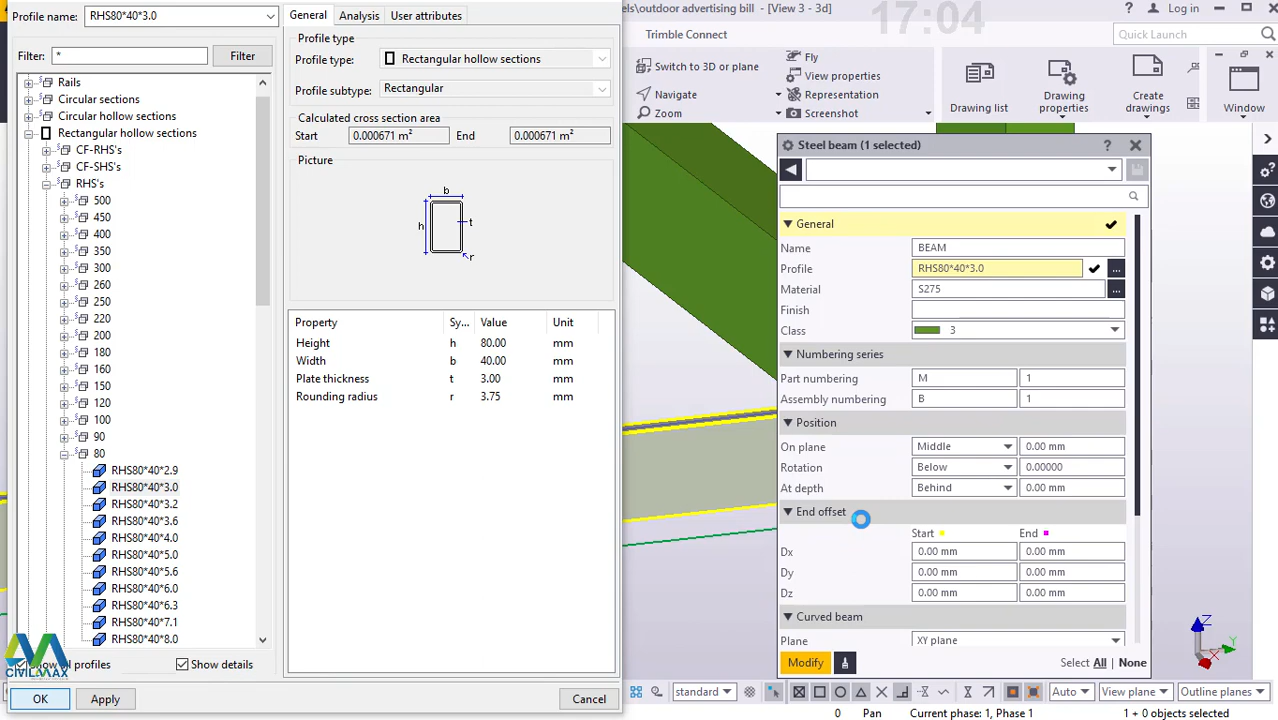 Profile name: RHS80*40*3.0
Filter: * Filter
Rails
Circular sections
Circular hollow sections
Rectangular hollow sections
CF-RHS's
CF-SHS's
RHS's
500
450
400
350
300
260
250
220
200
180
160
150
120
100
90
80
RHS80*40*2.9
RHS80*40*3.0
RHS80*40*3.2
RHS80*40*3.6
RHS80*40*4.0
RHS80*40*5.0
RHS80*40*5.6
RHS80*40*6.0
RHS80*40*6.3
RHS80*40*7.1
RHS80*40*8.0
all profiles Show details
CIVILMAX
OK Apply Cancel
General Analysis User attributes
Profile type
Profile type: Rectangular hollow sections
Profile subtype: Rectangular
Calculated cross section area
Start 0.000671 m² End 0.000671 m²
Picture
b
h t
r
Property Sy... Value Unit
Height h 80.00 mm
Width b 40.00 mm
Plate thickness t 3.00 mm
Rounding radius r 3.75 mm
els\outdoor advertising bill - [View 3 - 3d]
17:04
? Log in
Trimble Connect
Quick Launch
Switch to 3D or plane
Navigate
Zoom
Fly
View properties
Representation
Screenshot
Drawing list
Drawing properties
Create drawings
Window
Steel beam (1 selected) ?
General
Name BEAM
Profile RHS80*40*3.0 ...
Material S275 ...
Finish
Class 3
Numbering series
Part numbering M 1
Assembly numbering B 1
Position
On plane Middle 0.00 mm
Rotation Below 0.00000
At depth Behind 0.00 mm
End offset
Start End
Dx 0.00 mm 0.00 mm
Dy 0.00 mm 0.00 mm
Dz 0.00 mm 0.00 mm
Curved beam
Plane XY plane
Modify Select All | None
Z
Y
X
standard Auto View plane Outline planes
0 Pan Current phase: 1, Phase 1 1 + 0 objects selected